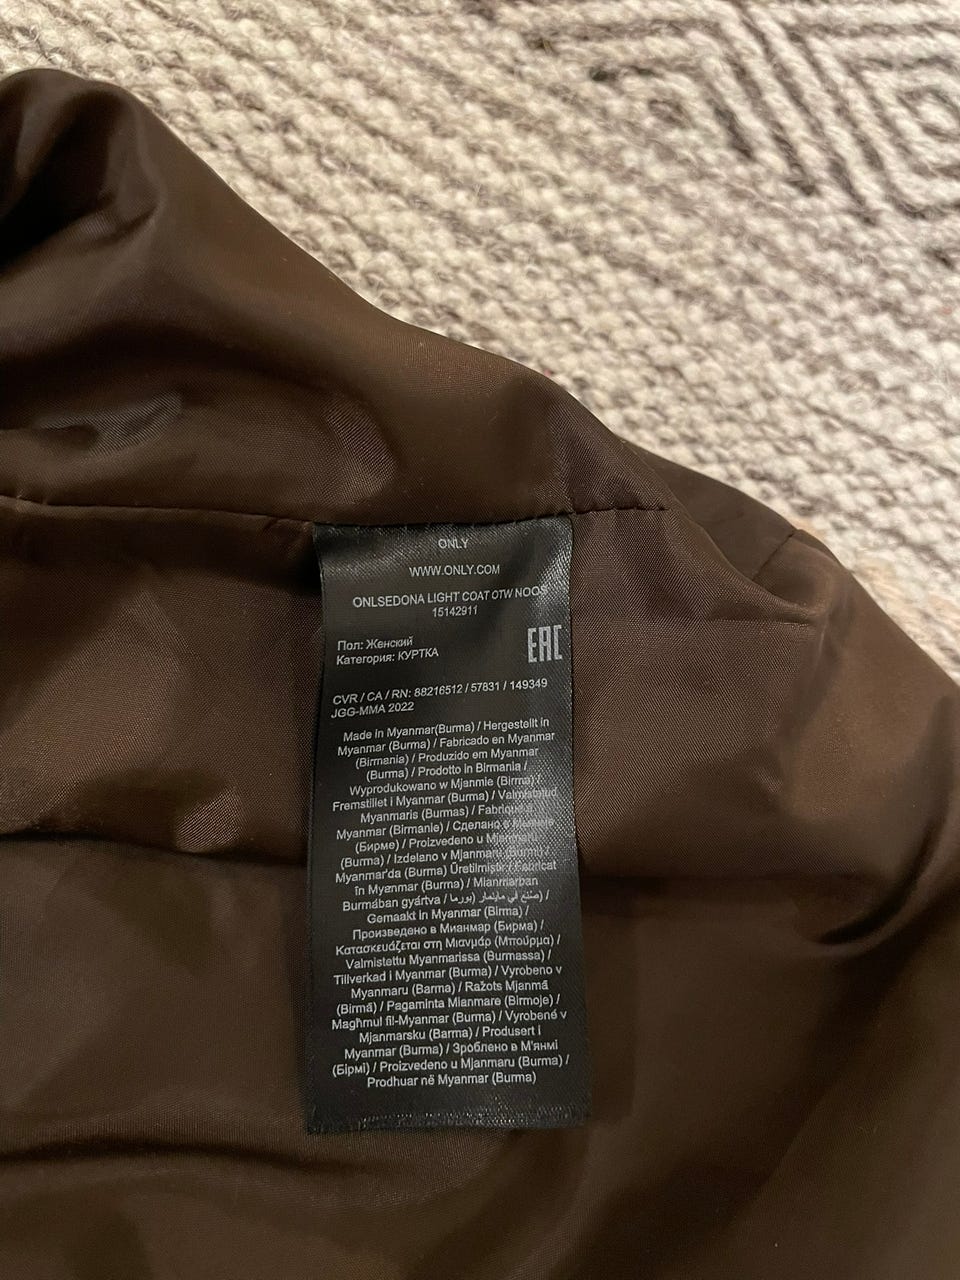 ONLY
WWW.ONLY.COM
ONLSEDONA LIGHT COAT OTW NOOS
15142911
Пол: Женский
Категория: КУРТКА
EAC
CVR / CA / RN: 88216512 / 57831 / 149349
JGG-MMA 2022
Made in Myanmar(Burma) / Hergestellt in
Myanmar (Burma) / Fabricado en Myanmar
(Birmania) / Produzido em Myanmar
(Burma) / Prodotto in Birmania /
Wyprodukowano w Mjanmie (Birma) /
Fremstillet i Myanmar (Burma) / Valmistatud
Myanmaris (Burmas) / Fabriqué
Myanmar (Birmanie) / Сделано
(Бирме) / Proizvedeno u
(Burma) / Izdelano v Mjanmaru (Burmi) /
Myanmar'da (Burma) Üretilmiştir / Fabricat
în Myanmar (Burma) / Mianmarban
Burmában gyártva / صنع في ماينمار (بورما) /
Gemaakt in Myanmar (Birma) /
Произведено в Мианмар (Бирма) /
Κατασκευάζεται στη Μιανμάρ (Μπούρμα) /
Valmistettu Myanmarissa (Burmassa) /
Tillverkad i Myanmar (Burma) / Vyrobeno v
Myanmaru (Barma) / Ražots Mjanmā
(Birmā) / Pagaminta Mianmare (Birmoje) /
Magħmul fil-Myanmar (Burma) / Vyrobené v
Mjanmarsku (Barma) / Produsert i
Myanmar (Burma) / Зроблено в М'янмі
(Бірмі) / Proizvedeno u Mjanmaru (Burma) /
Prodhuar në Myanmar (Burma)